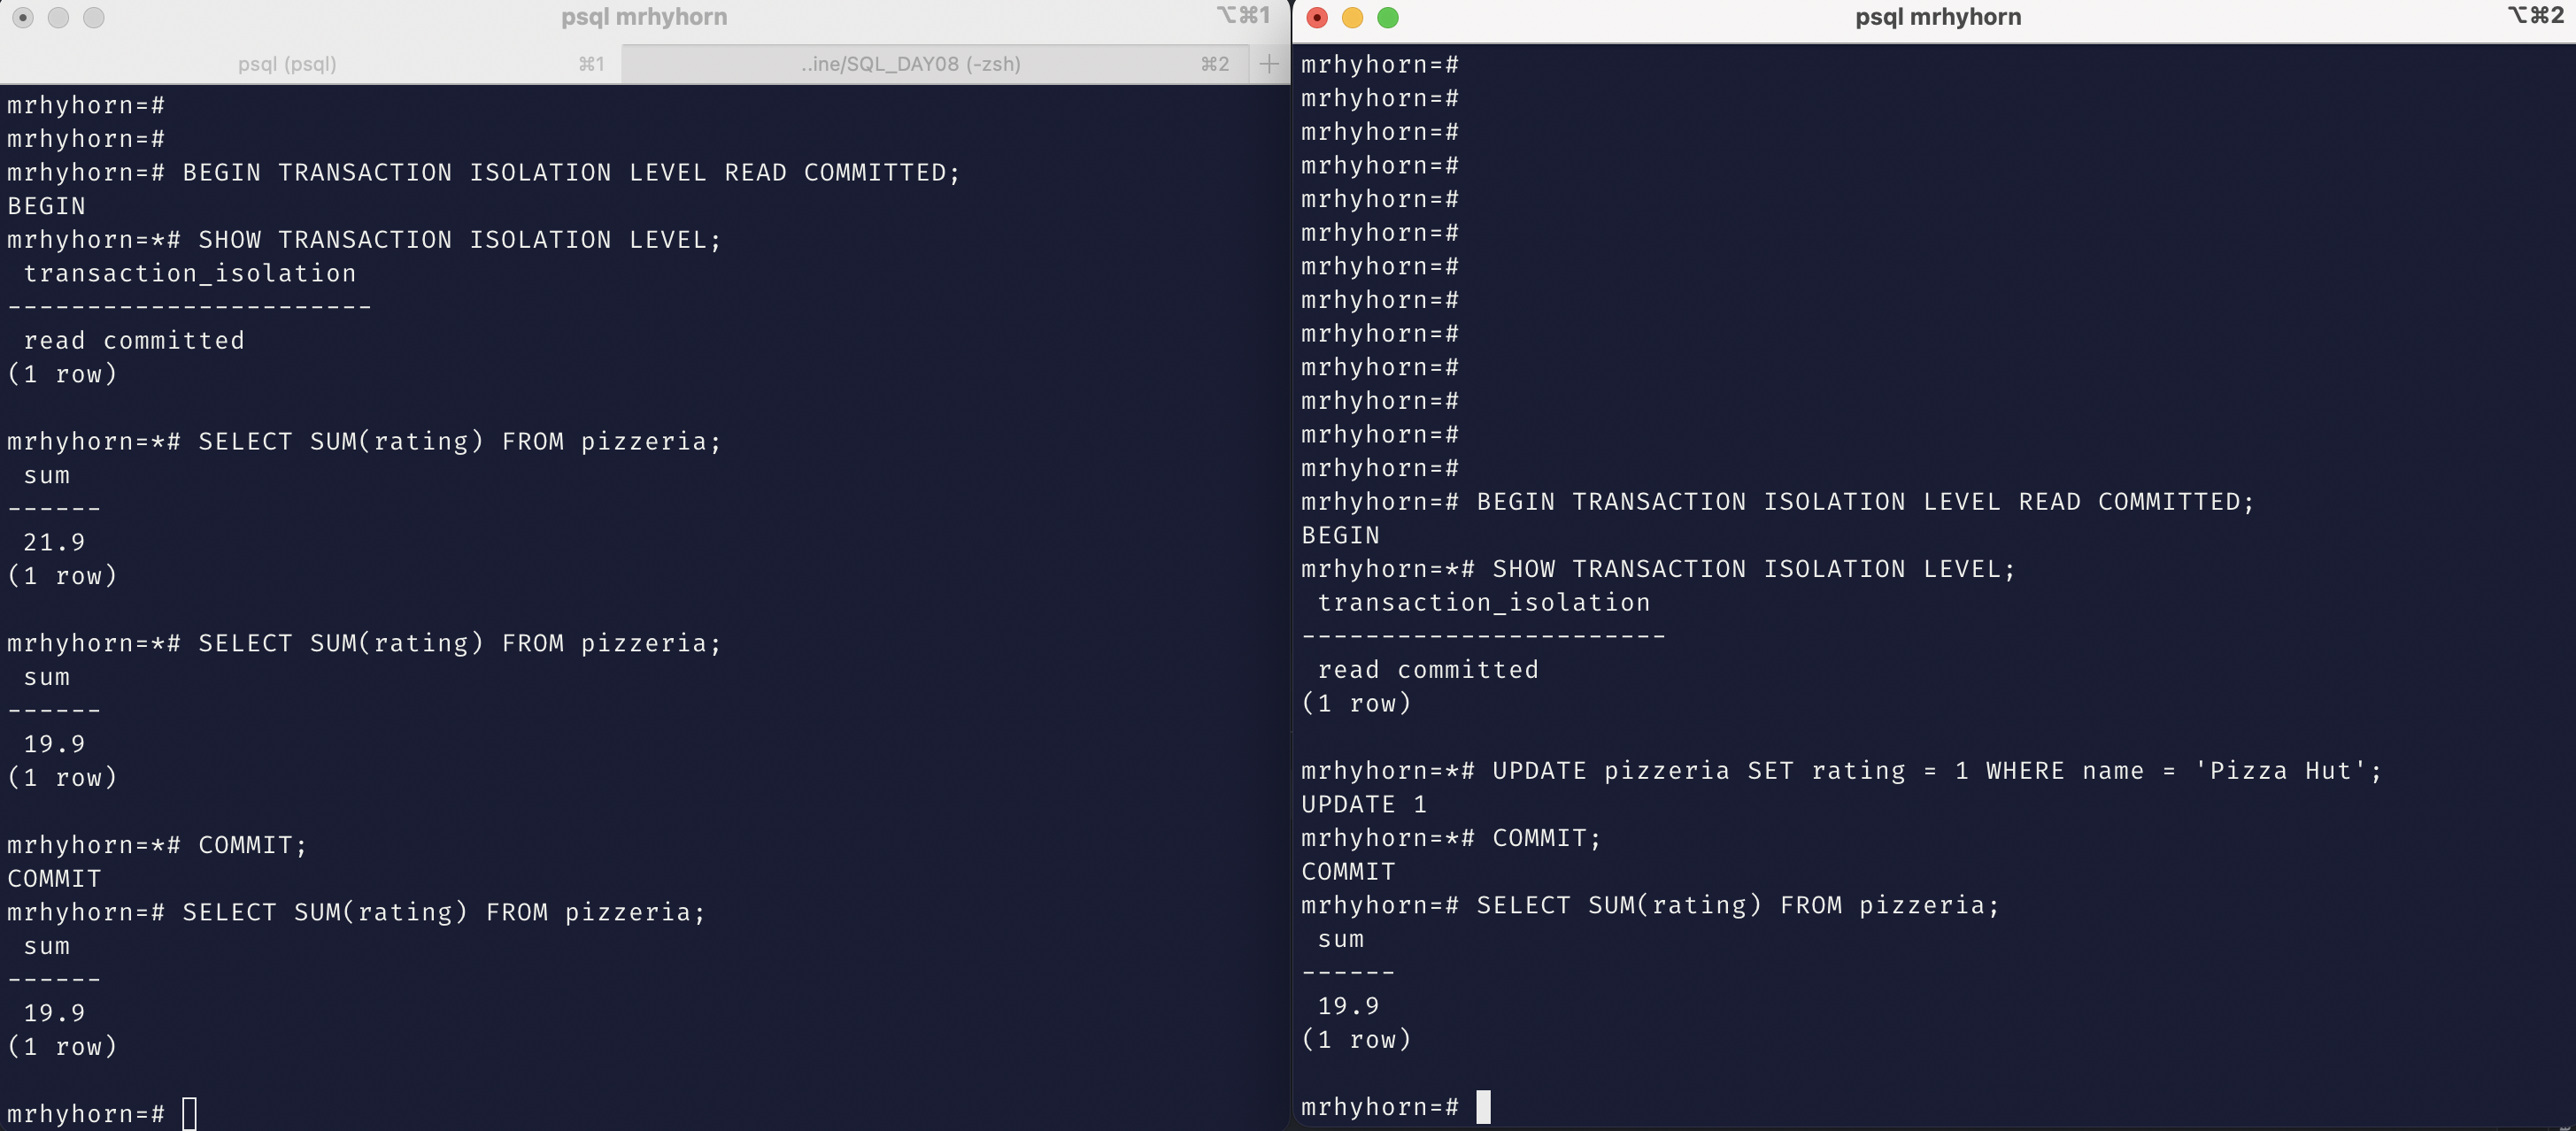 psql mrhyhorn
⌥⌘1
psql (psql)
⌘1
..ine/SQL_DAY08 (-zsh)
⌘2
+
mrhyhorn=#
mrhyhorn=#
mrhyhorn=# BEGIN TRANSACTION ISOLATION LEVEL READ COMMITTED;
BEGIN
mrhyhorn=*# SHOW TRANSACTION ISOLATION LEVEL;
 transaction_isolation
-----------------------
 read committed
(1 row)

mrhyhorn=*# SELECT SUM(rating) FROM pizzeria;
 sum
------
 21.9
(1 row)

mrhyhorn=*# SELECT SUM(rating) FROM pizzeria;
 sum
------
 19.9
(1 row)

mrhyhorn=*# COMMIT;
COMMIT
mrhyhorn=# SELECT SUM(rating) FROM pizzeria;
 sum
------
 19.9
(1 row)

mrhyhorn=#
psql mrhyhorn
⌥⌘2
mrhyhorn=#
mrhyhorn=#
mrhyhorn=#
mrhyhorn=#
mrhyhorn=#
mrhyhorn=#
mrhyhorn=#
mrhyhorn=#
mrhyhorn=#
mrhyhorn=#
mrhyhorn=#
mrhyhorn=#
mrhyhorn=#
mrhyhorn=# BEGIN TRANSACTION ISOLATION LEVEL READ COMMITTED;
BEGIN
mrhyhorn=*# SHOW TRANSACTION ISOLATION LEVEL;
 transaction_isolation
-----------------------
 read committed
(1 row)

mrhyhorn=*# UPDATE pizzeria SET rating = 1 WHERE name = 'Pizza Hut';
UPDATE 1
mrhyhorn=*# COMMIT;
COMMIT
mrhyhorn=# SELECT SUM(rating) FROM pizzeria;
 sum
------
 19.9
(1 row)

mrhyhorn=#